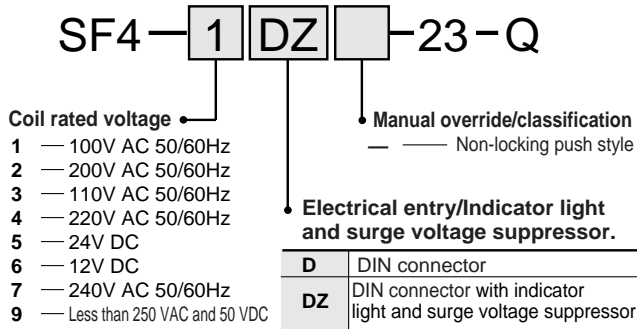 SF4 — 1 DZ — 23 – Q
Coil rated voltage
1 — 100V AC 50/60Hz
2 — 200V AC 50/60Hz
3 — 110V AC 50/60Hz
4 — 220V AC 50/60Hz
5 — 24V DC
6 — 12V DC
7 — 240V AC 50/60Hz
9 — Less than 250 VAC and 50 VDC
Manual override/classification
— — Non-locking push style
Electrical entry/Indicator light
and surge voltage suppressor.
D DIN connector
DZ DIN connector with indicator
light and surge voltage suppressor